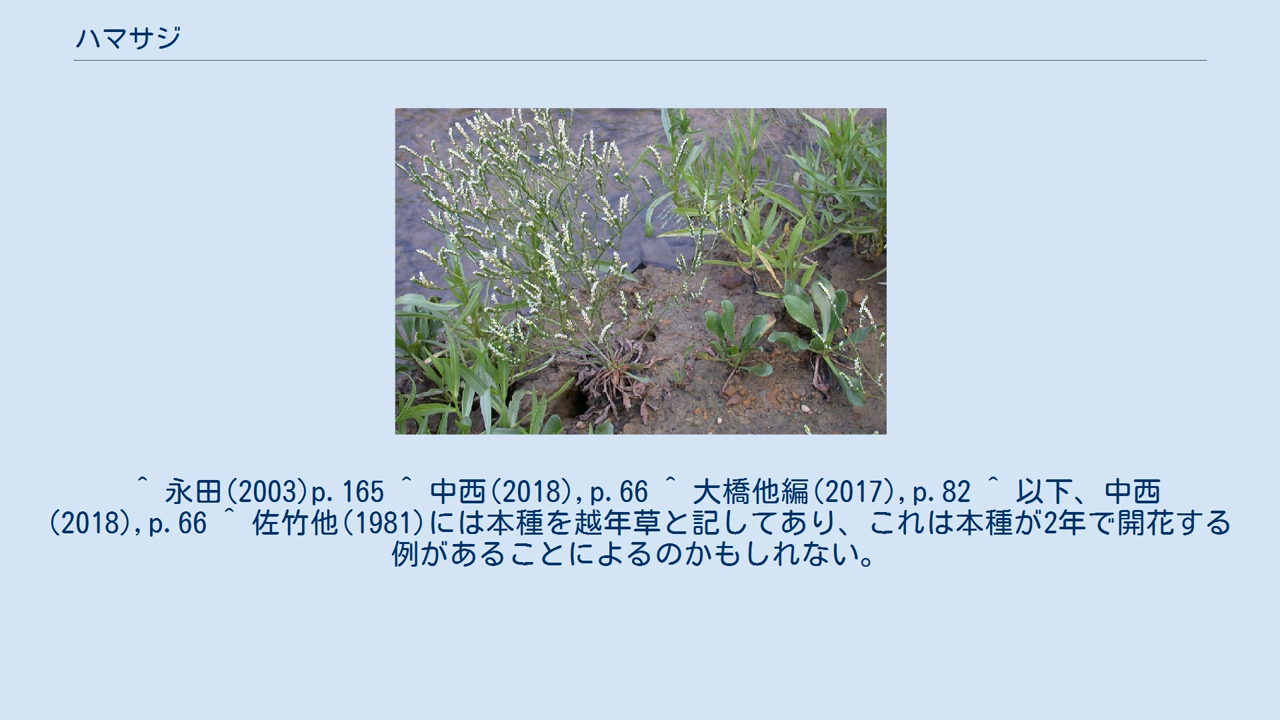 ハマサジ
^ 永田(2003)p.165 ^ 中西(2018),p.66 ^ 大橋他編(2017),p.82 ^ 以下、中西
(2018),p.66 ^ 佐竹他(1981)には本種を越年草と記してあり、これは本種が2年で開花する
例があることによるのかもしれない。